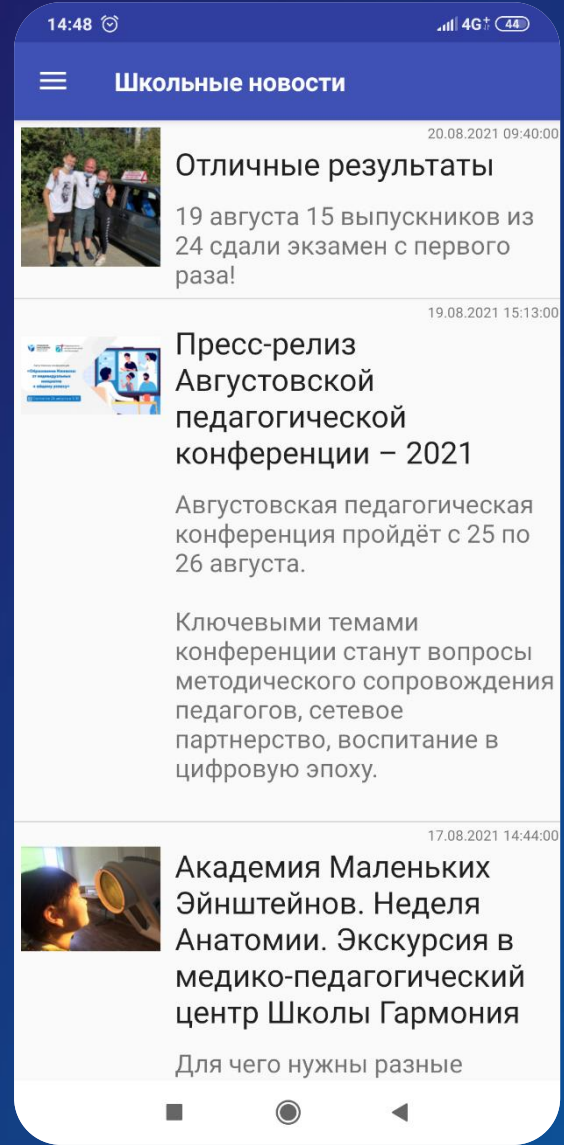 14:48
4G+ 44
Школьные новости
20.08.2021 09:40:00
Отличные результаты
19 августа 15 выпускников из
24 сдали экзамен с первого
раза!
19.08.2021 15:13:00
Пресс-релиз
Августовской
педагогической
конференции – 2021
Августовская педагогическая
конференция пройдёт с 25 по
26 августа.
Ключевыми темами
конференции станут вопросы
методического сопровождения
педагогов, сетевое
партнерство, воспитание в
цифровую эпоху.
17.08.2021 14:44:00
Академия Маленьких
Эйнштейнов. Неделя
Анатомии. Экскурсия в
медико-педагогический
центр Школы Гармония
Для чего нужны разные